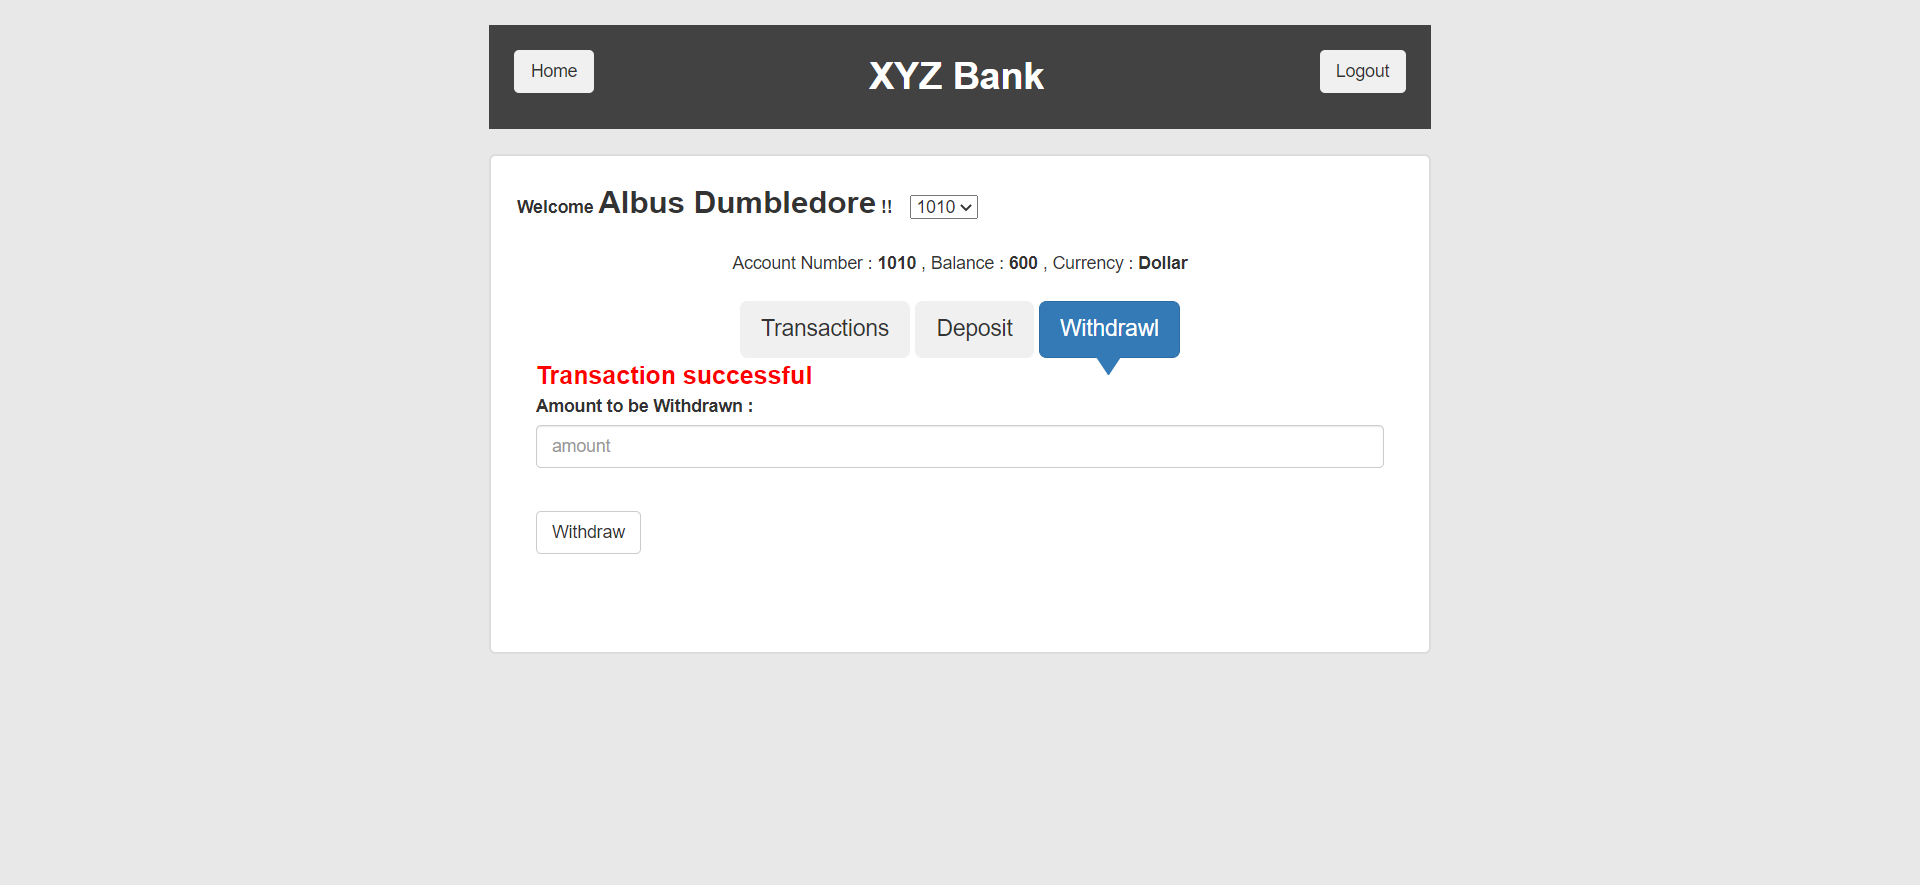 Home
XYZ Bank
Logout
Welcome Albus Dumbledore !! 1010
Account Number : 1010 , Balance : 600 , Currency : Dollar
Transactions
Deposit
Withdrawl
Transaction successful
Amount to be Withdrawn :
amount
Withdraw